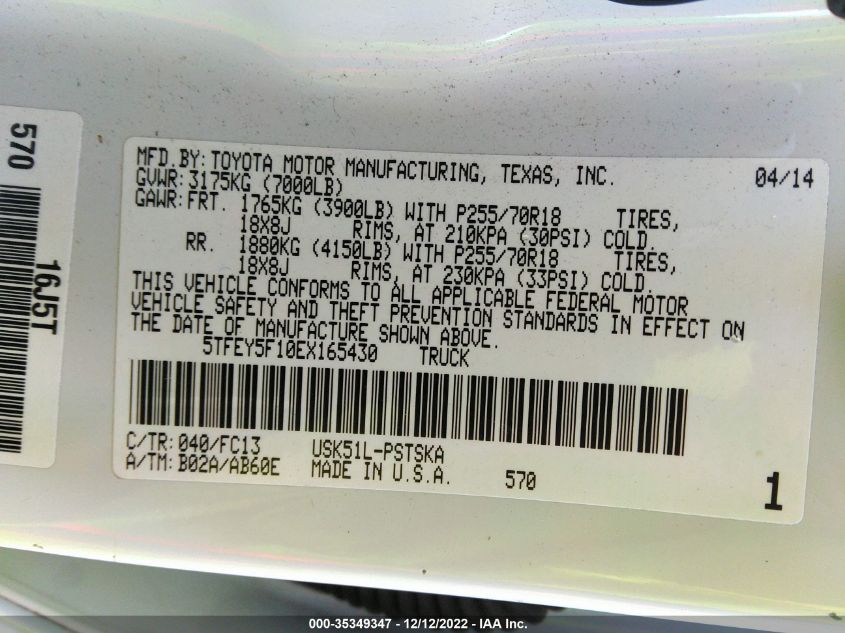 570
16J5T
MFD.BY: TOYOTA MOTOR MANUFACTURING, TEXAS, INC. 04/14
GVWR: 3175KG (7000LB)
GAWR: FRT. 1765KG (3900LB) WITH P255/70R18 TIRES,
18X8J RIMS, AT 210KPA (30PSI) COLD.
RR. 1880KG (4150LB) WITH P255/70R18 TIRES,
18X8J RIMS, AT 230KPA (33PSI) COLD.
THIS VEHICLE CONFORMS TO ALL APPLICABLE FEDERAL MOTOR
VEHICLE SAFETY AND THEFT PREVENTION STANDARDS IN EFFECT ON
THE DATE OF MANUFACTURE SHOWN ABOVE.
5TFEY5F10EX165430 TRUCK
C/TR: 040/FC13 USK51L-PSTSKA
A/TM: B02A/AB60E MADE IN U.S.A. 570
1
000-35349347 - 12/12/2022 - IAA Inc.